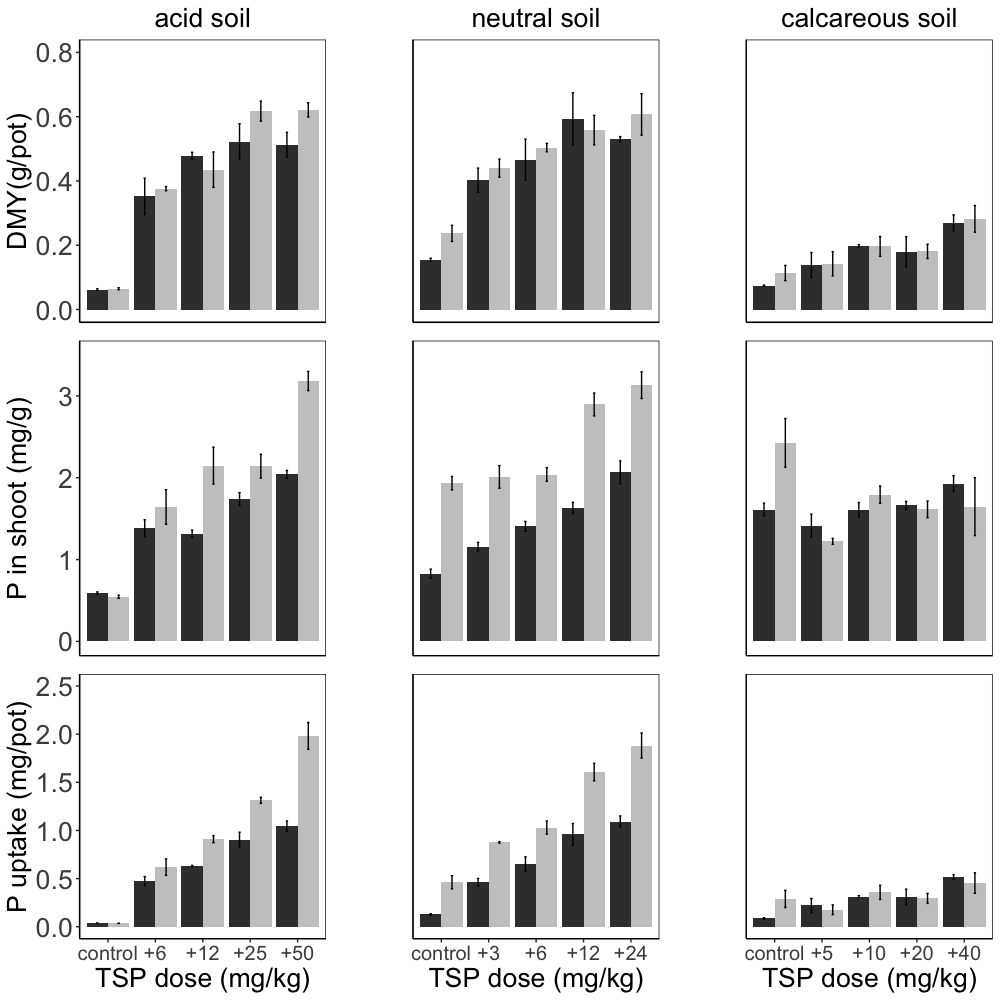 acid soil neutral soil calcareous soil
DMY(g/pot)
0.8
0.6
0.4
0.2
0.0
P in shoot (mg/g)
3
2
1
0
P uptake (mg/pot)
2.5
2.0
1.5
1.0
0.5
0.0
control +6 +12 +25 +50
TSP dose (mg/kg)
control +3 +6 +12 +24
TSP dose (mg/kg)
control +5 +10 +20 +40
TSP dose (mg/kg)